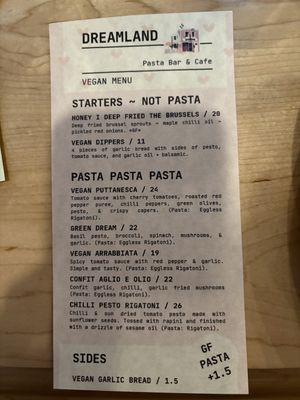 DREAMLAND
Pasta Bar & Cafe
VEGAN MENU
STARTERS ~ NOT PASTA
HONEY I DEEP FRIED THE BRUSSELS / 20
Deep fried brussel sprouts ~ maple chilli oil ~
pickled red onions. *GF*
VEGAN DIPPERS / 11
4 pieces of garlic bread with sides of pesto,
tomato sauce, and garlic oil + balsamic.
PASTA PASTA PASTA
VEGAN PUTTANESCA / 24
Tomato sauce with cherry tomatoes, roasted red
pepper puree, chilli peppers, green olives,
pesto, & crispy capers. (Pasta: Eggless
Rigatoni).
GREEN DREAM / 22
Basil pesto, broccoli, spinach, mushrooms, &
garlic. (Pasta: Eggless Rigatoni).
VEGAN ARRABBIATA / 19
Spicy tomato sauce with red pepper & garlic.
Simple and tasty. (Pasta: Eggless Rigatoni).
CONFIT AGLIO E OLIO / 22
Confit garlic, chilli, garlic fried mushrooms
(Pasta: Eggless Rigatoni)
CHILLI PESTO RIGATONI / 26
Chilli & sun dried tomato pesto made with
sunflower seeds. Tossed with rapini and finished
with a drizzle of sesame oil (Pasta: Rigatoni).
SIDES
VEGAN GARLIC BREAD / 1.5
GF
PASTA
+1.5